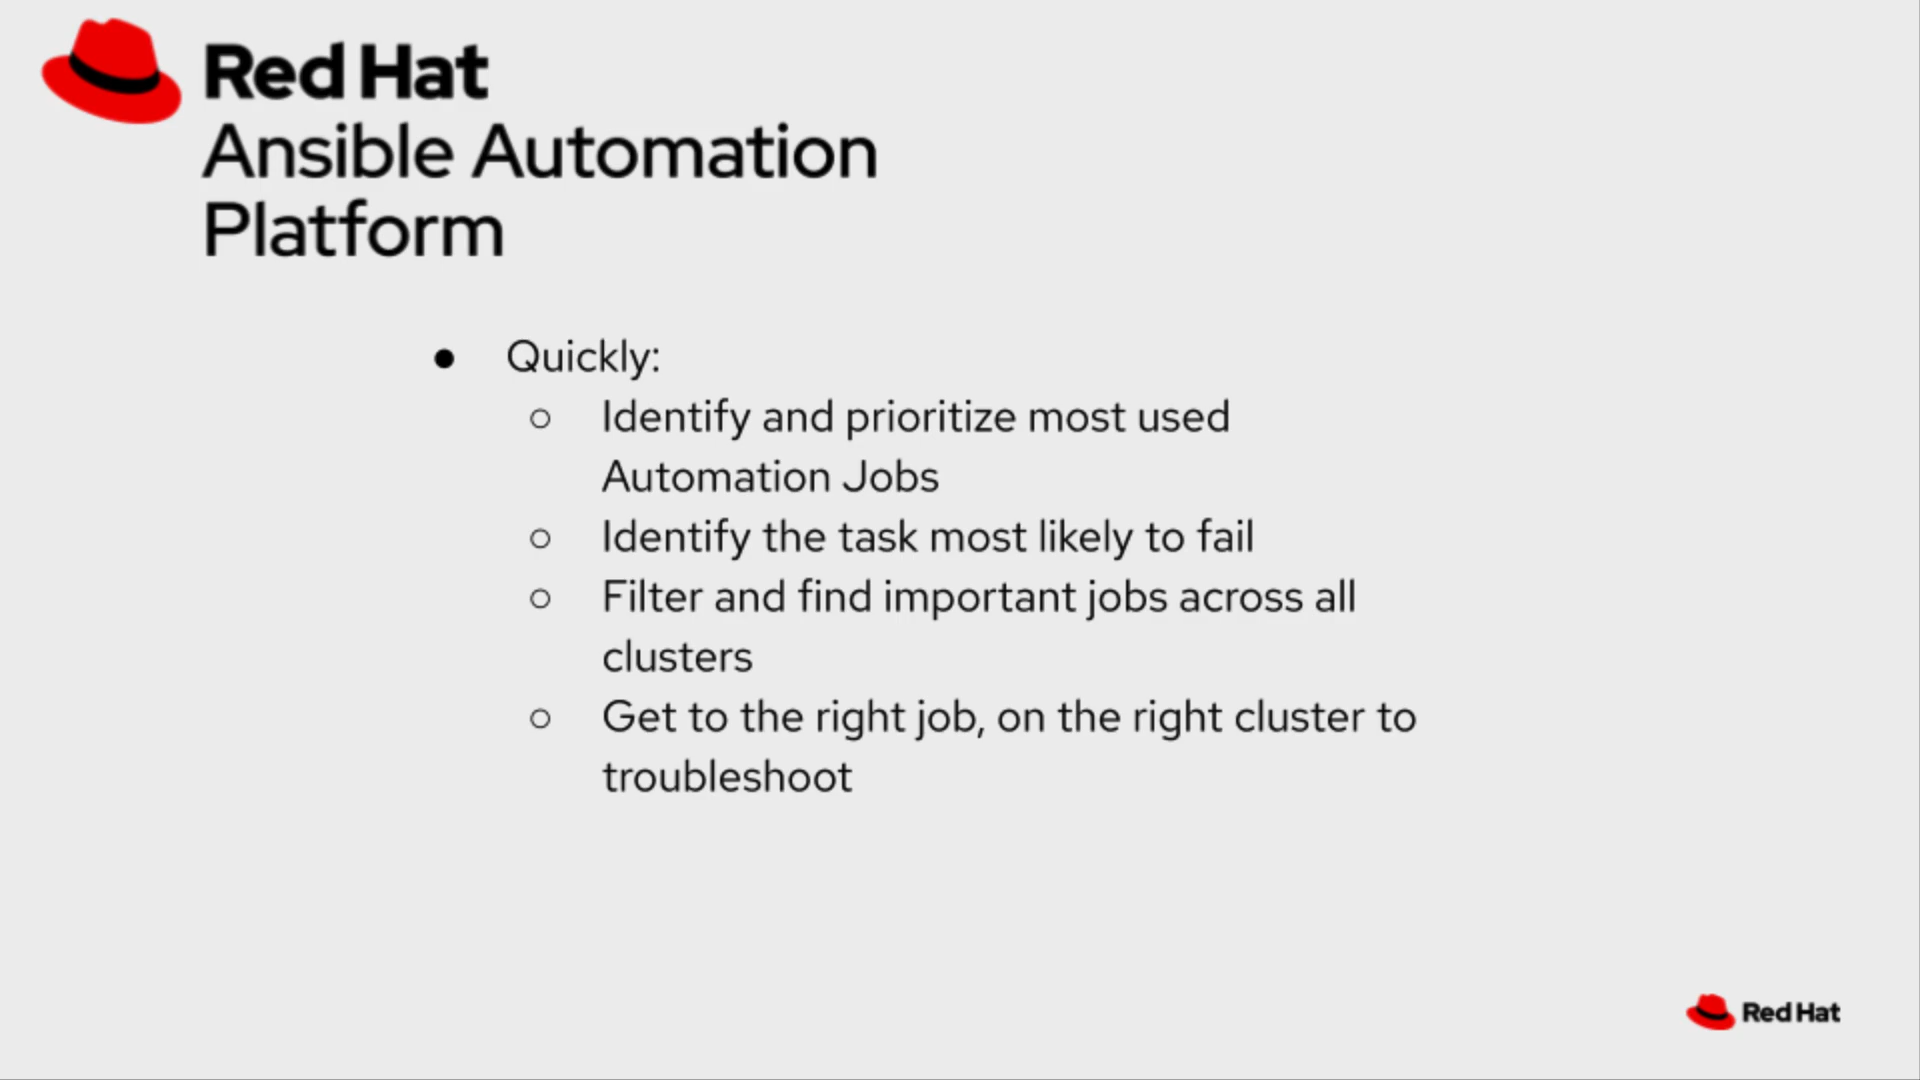 Red Hat
Ansible Automation
Platform
● Quickly:
○ Identify and prioritize most used
Automation Jobs
○ Identify the task most likely to fail
○ Filter and find important jobs across all
clusters
○ Get to the right job, on the right cluster to
troubleshoot
Red Hat